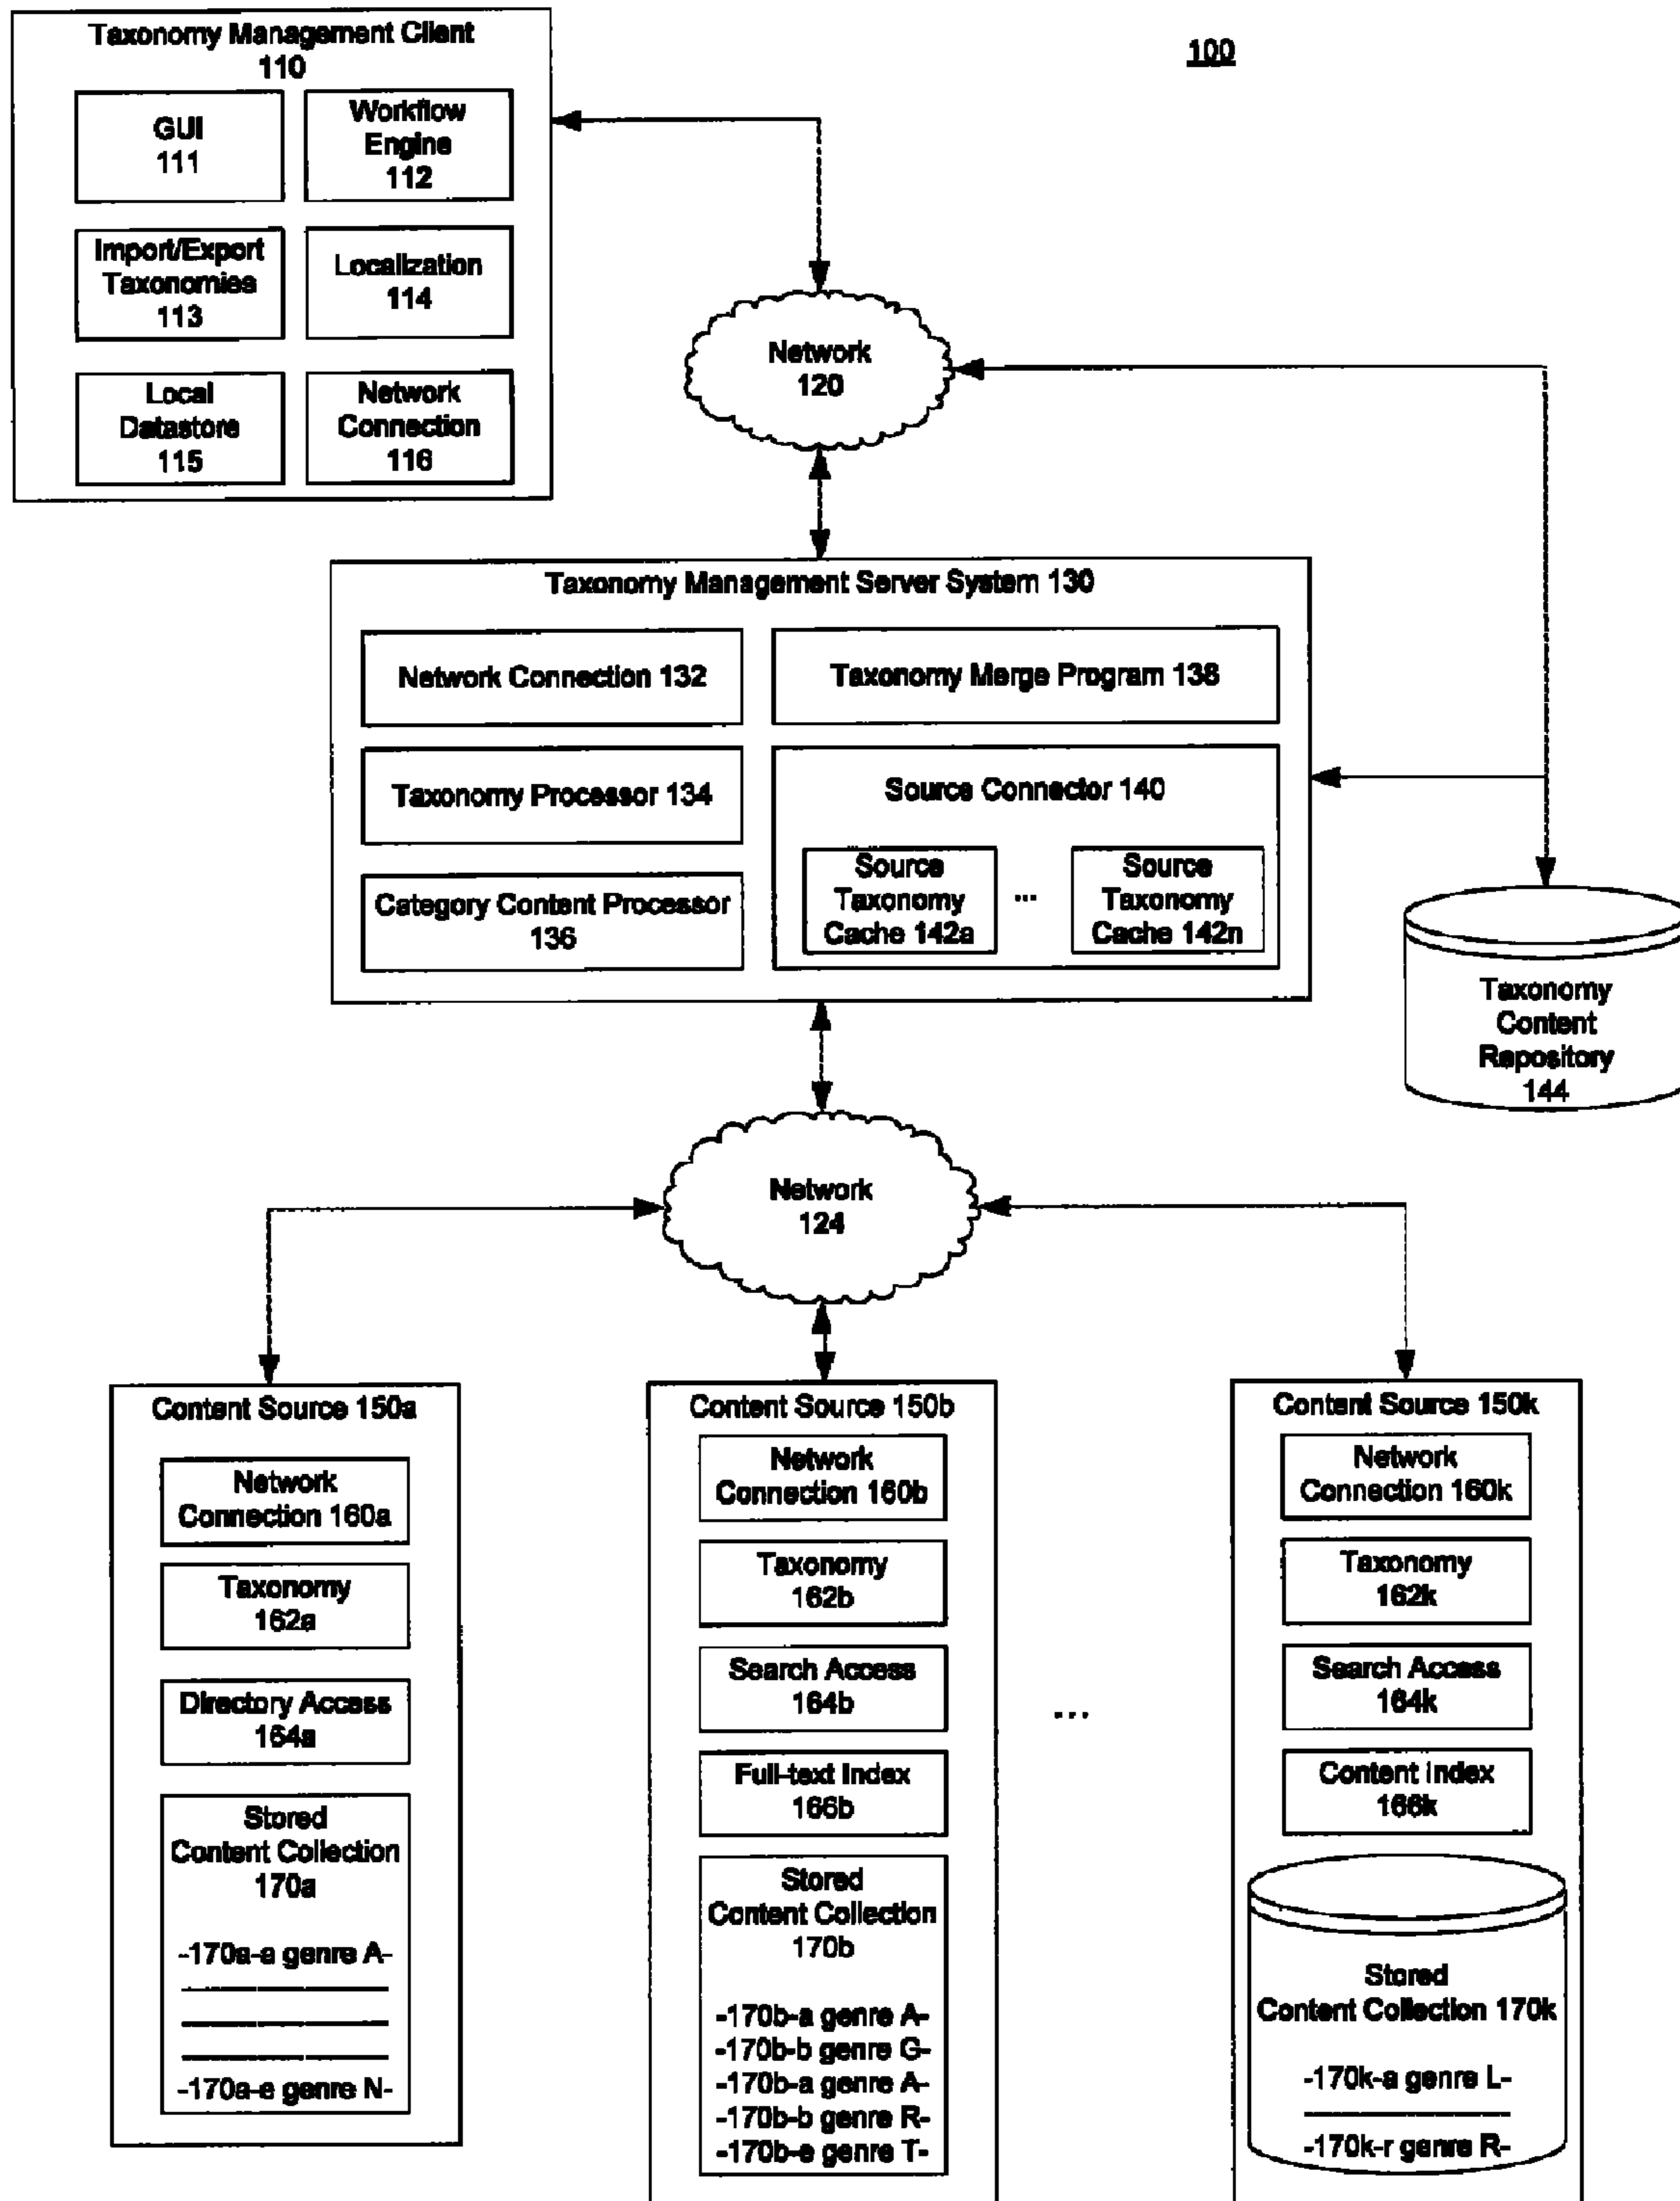 100
Taxonomy Management Client
110
GUI
111
Workflow
Engine
112
Import/Export
Taxonomies
113
Localization
114
Local
Datastore
115
Network
Connection
116
Network
120
Taxonomy Management Server System 130
Network Connection 132
Taxonomy Merge Program 138
Taxonomy Processor 134
Source Connector 140
Category Content Processor
136
Source
Taxonomy
Cache 142a
...
Source
Taxonomy
Cache 142n
Taxonomy
Content
Repository
144
Network
124
Content Source 150a
Network
Connection 160a
Taxonomy
162a
Directory Access
164a
Stored
Content Collection
170a
-170a-a genre A-
-170a-e genre N-
Content Source 150b
Network
Connection 160b
Taxonomy
162b
Search Access
164b
Full-text Index
166b
Stored
Content Collection
170b
-170b-a genre A-
-170b-b genre G-
-170b-a genre A-
-170b-b genre R-
-170b-e genre T-
...
Content Source 150k
Network
Connection 160k
Taxonomy
162k
Search Access
164k
Content Index
166k
Stored
Content Collection 170k
-170k-a genre L-
-170k-r genre R-